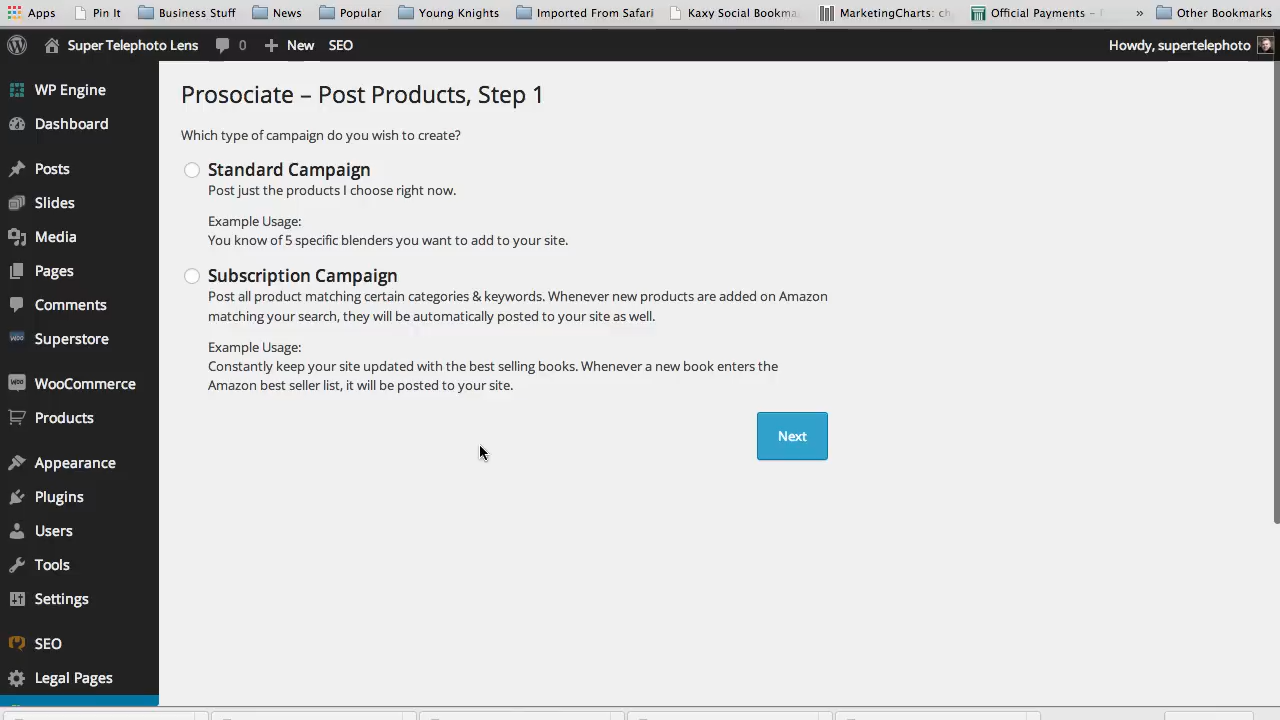 Apps Pin It Business Stuff News Popular Young Knights Imported From Safari Kaxy Social Bookma MarketingCharts: Official Payments » Other Bookmarks
Super Telephoto Lens 0 New SEO Howdy, supertelephoto
WP Engine
Dashboard
Posts
Slides
Media
Pages
Comments
Superstore
WooCommerce
Products
Appearance
Plugins
Users
Tools
Settings
SEO
Legal Pages
Prosociate – Post Products, Step 1
Which type of campaign do you wish to create?
Standard Campaign
Post just the products I choose right now.
Example Usage:
You know of 5 specific blenders you want to add to your site.
Subscription Campaign
Post all product matching certain categories & keywords. Whenever new products are added on Amazon
matching your search, they will be automatically posted to your site as well.
Example Usage:
Constantly keep your site updated with the best selling books. Whenever a new book enters the
Amazon best seller list, it will be posted to your site.
Next